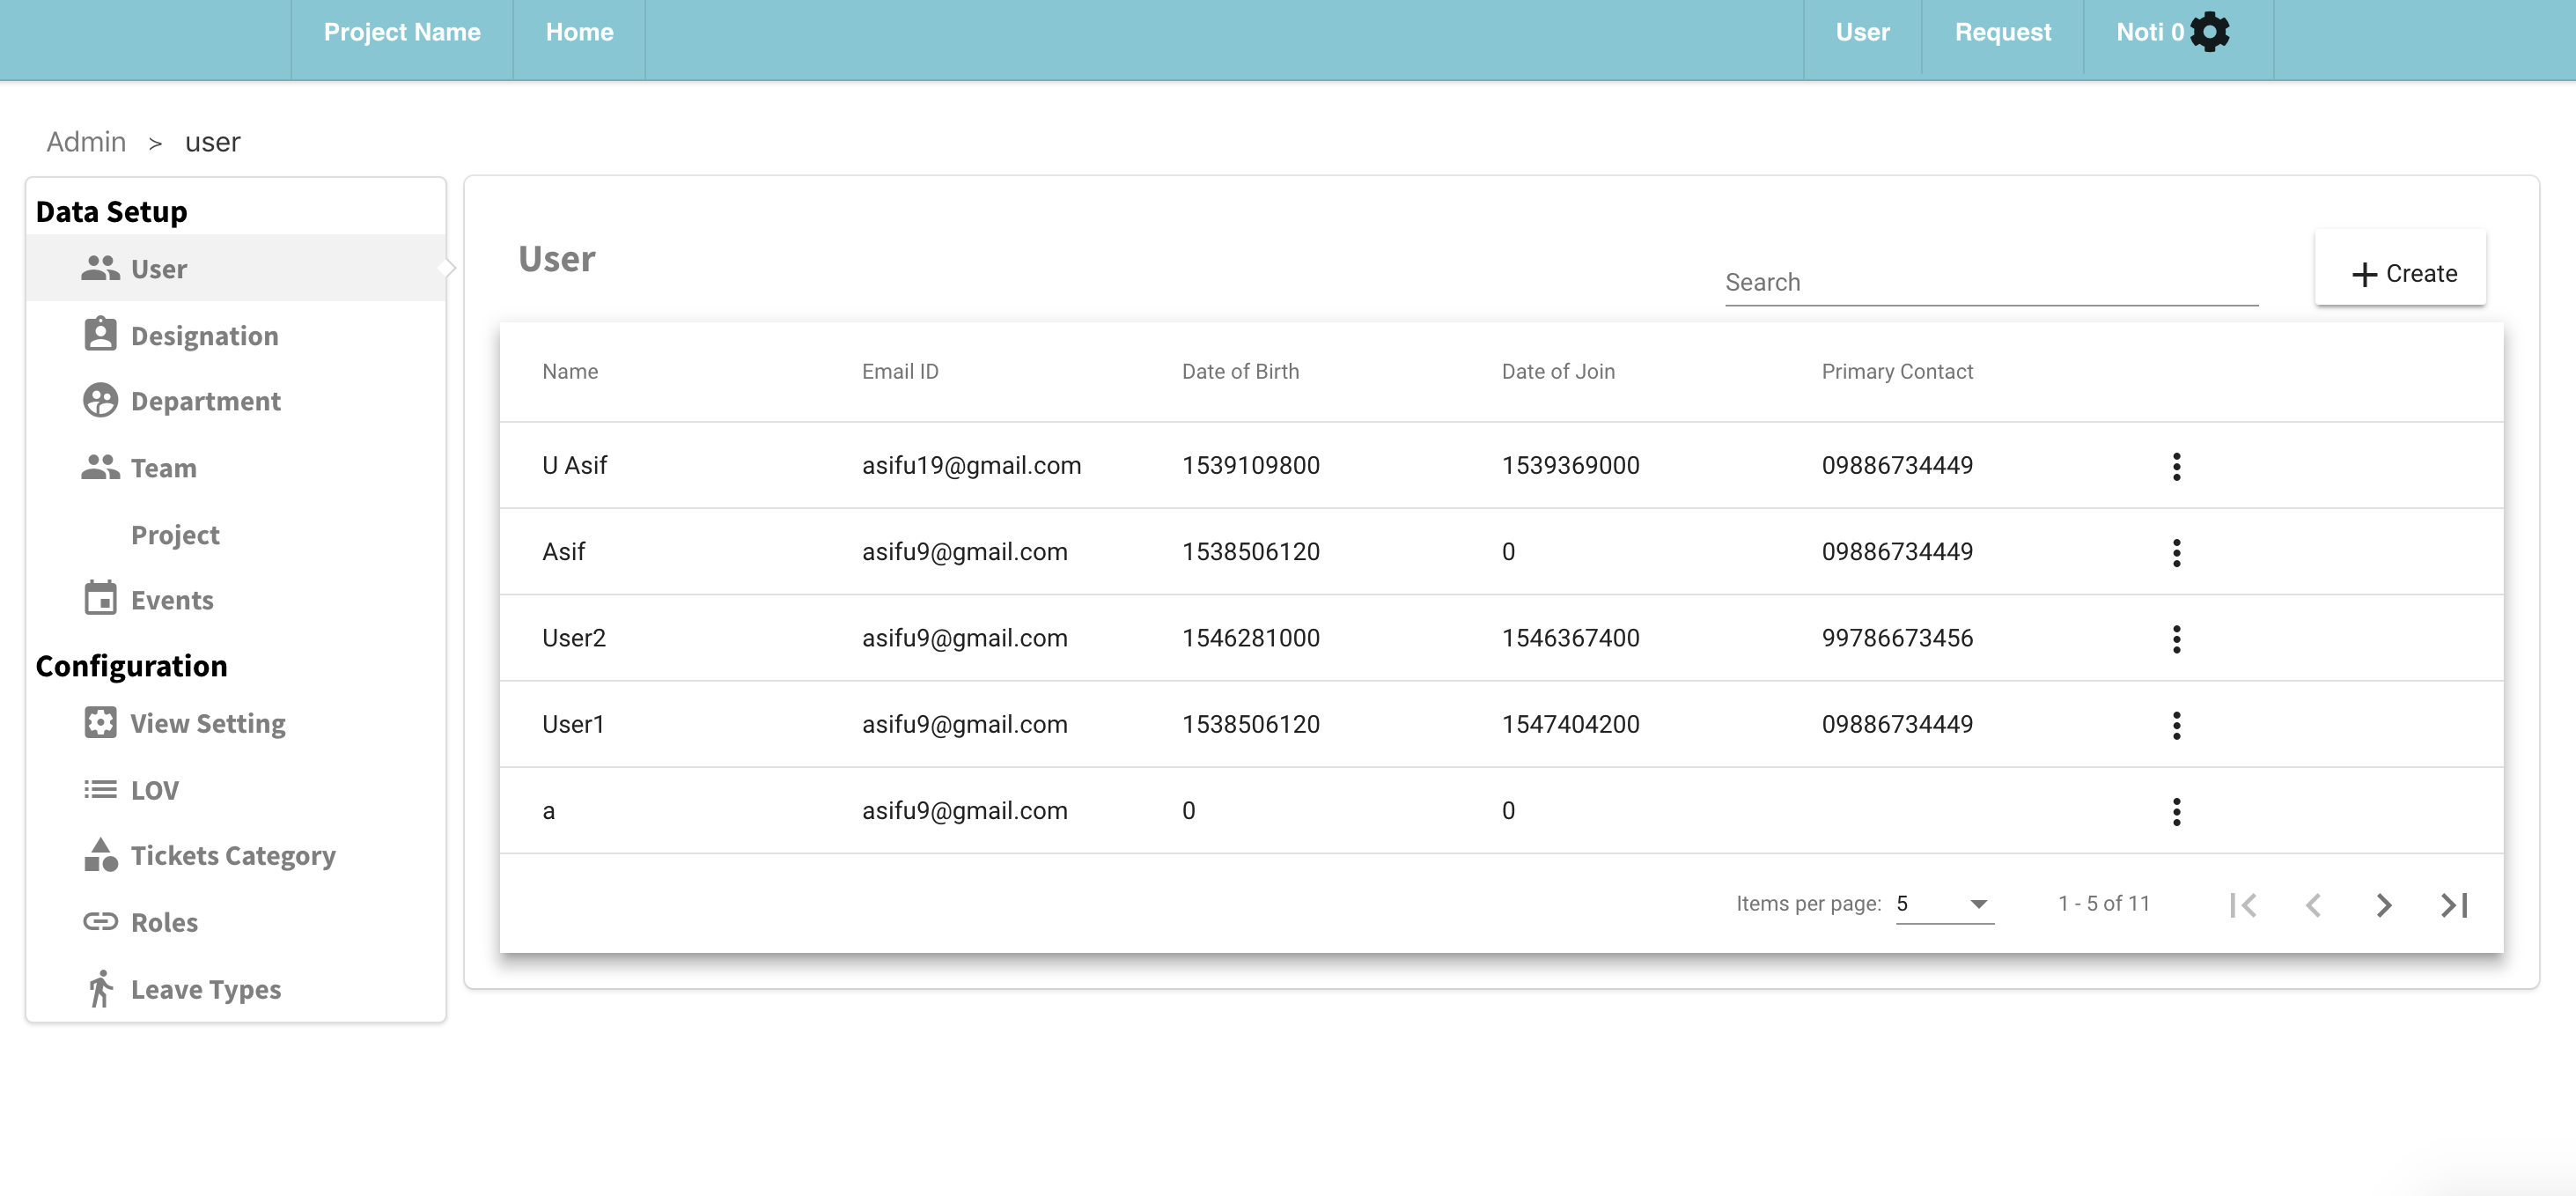 Project Name Home User Request Noti 0
Admin > user
Data Setup
User
Designation
Department
Team
Project
Events
Configuration
View Setting
LOV
Tickets Category
Roles
Leave Types
User
Search
+ Create
Name Email ID Date of Birth Date of Join Primary Contact
U Asif asifu19@gmail.com 1539109800 1539369000 09886734449
Asif asifu9@gmail.com 1538506120 0 09886734449
User2 asifu9@gmail.com 1546281000 1546367400 99786673456
User1 asifu9@gmail.com 1538506120 1547404200 09886734449
a asifu9@gmail.com 0 0
Items per page: 5 1 - 5 of 11